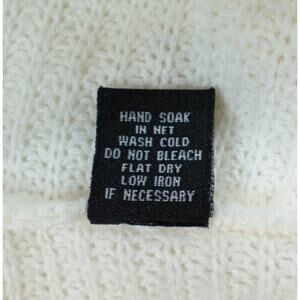 HAND SOAK
IN NET
WASH COLD
DO NOT BLEACH
FLAT DRY
LOW IRON
IF NECESSARY